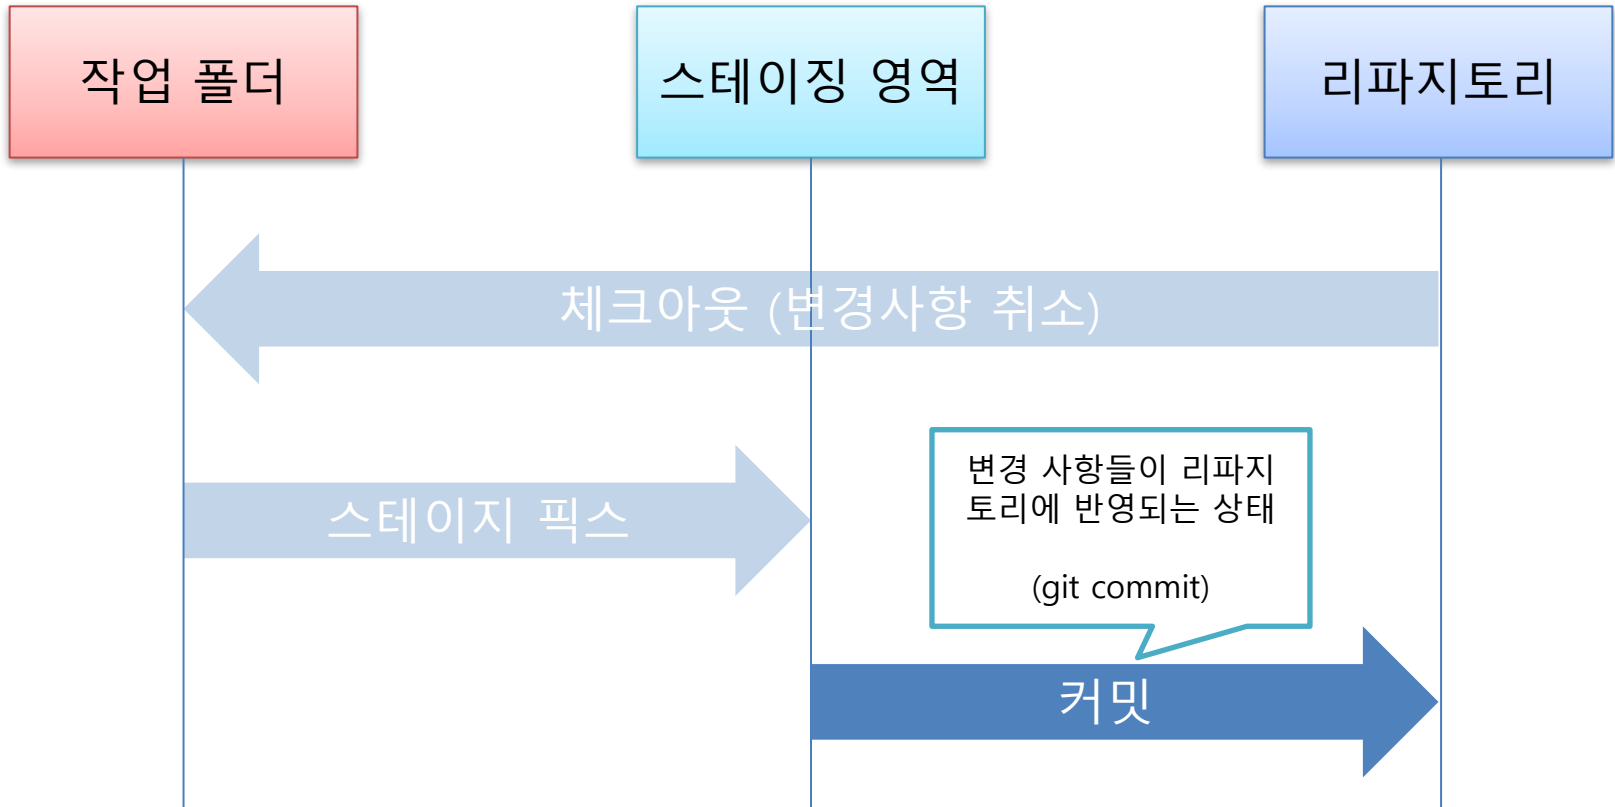 작업 폴더
스테이징 영역
리파지토리
체크아웃 (변경사항 취소)
스테이지 픽스
변경 사항들이 리파지
토리에 반영되는 상태
(git commit)
커밋